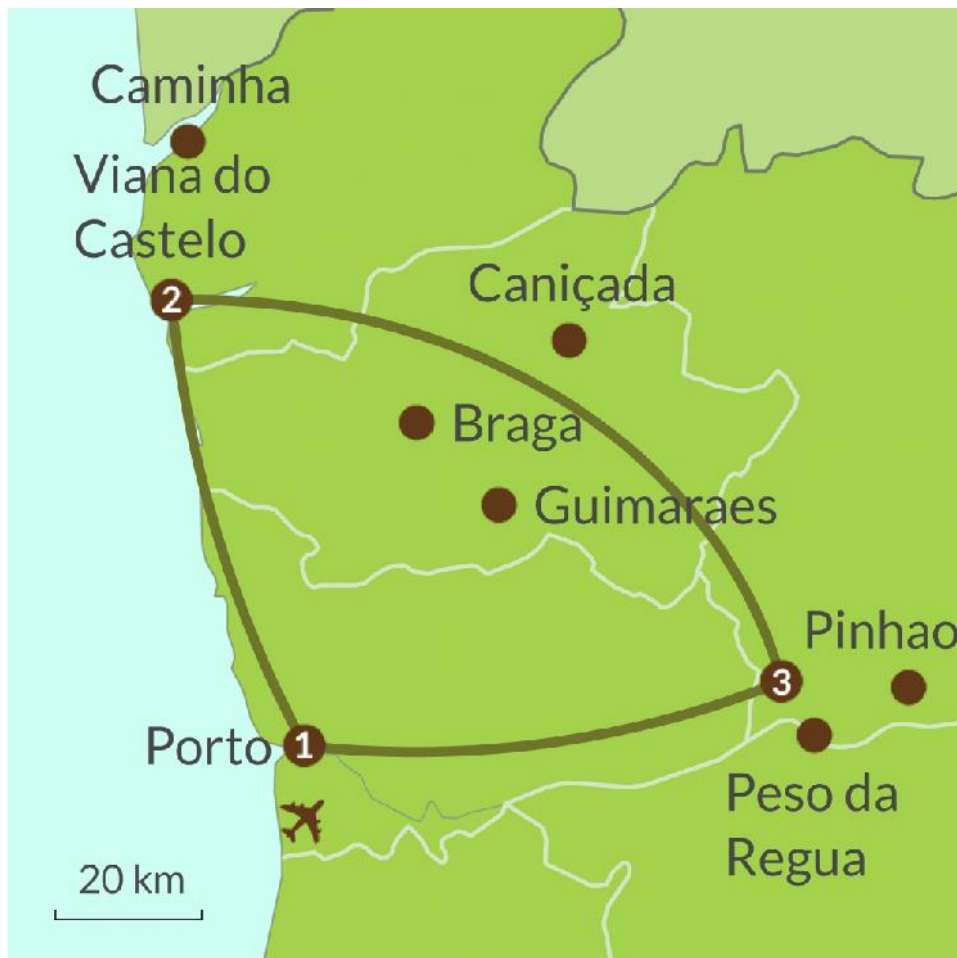 Caminha
Viana do
Castelo
2
Caniçada
Braga
Guimaraes
Pinhao
3
Porto
1
Peso da
Regua
20 km